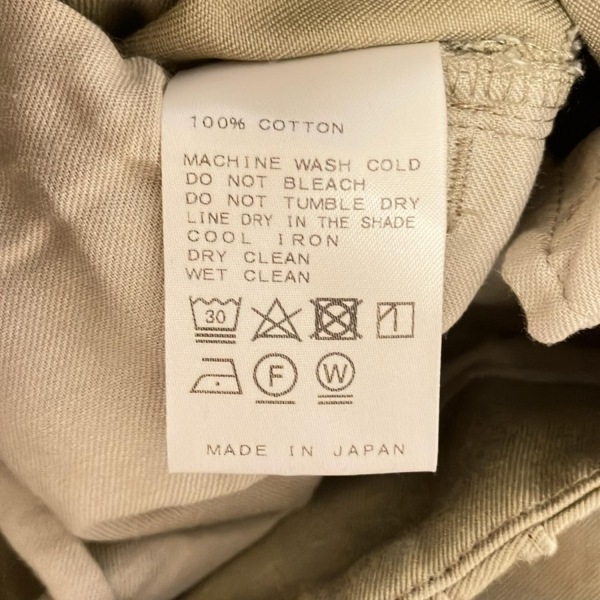 100% COTTON
MACHINE WASH COLD
DO NOT BLEACH
DO NOT TUMBLE DRY
LINE DRY IN THE SHADE
COOL IRON
DRY CLEAN
WET CLEAN
30
F W
MADE IN JAPAN